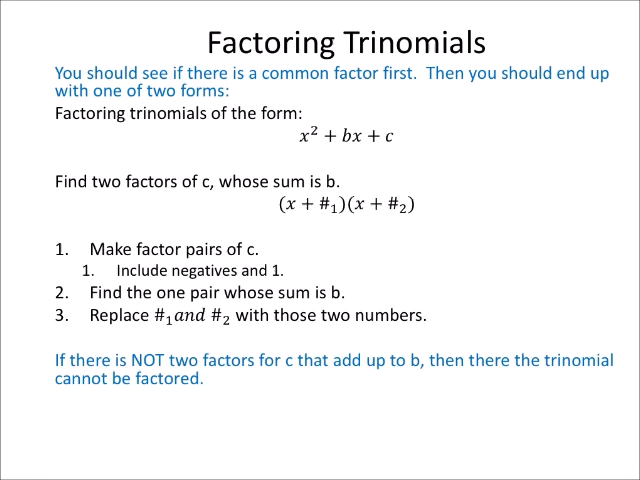 Factoring Trinomials
You should see if there is a common factor first.  Then you should end up
with one of two forms:
Factoring trinomials of the form:
x² + bx + c
Find two factors of c, whose sum is b.
(x + #₁)(x + #₂)
1. Make factor pairs of c.
1. Include negatives and 1.
2. Find the one pair whose sum is b.
3. Replace #₁and #₂ with those two numbers.
If there is NOT two factors for c that add up to b, then there the trinomial
cannot be factored.